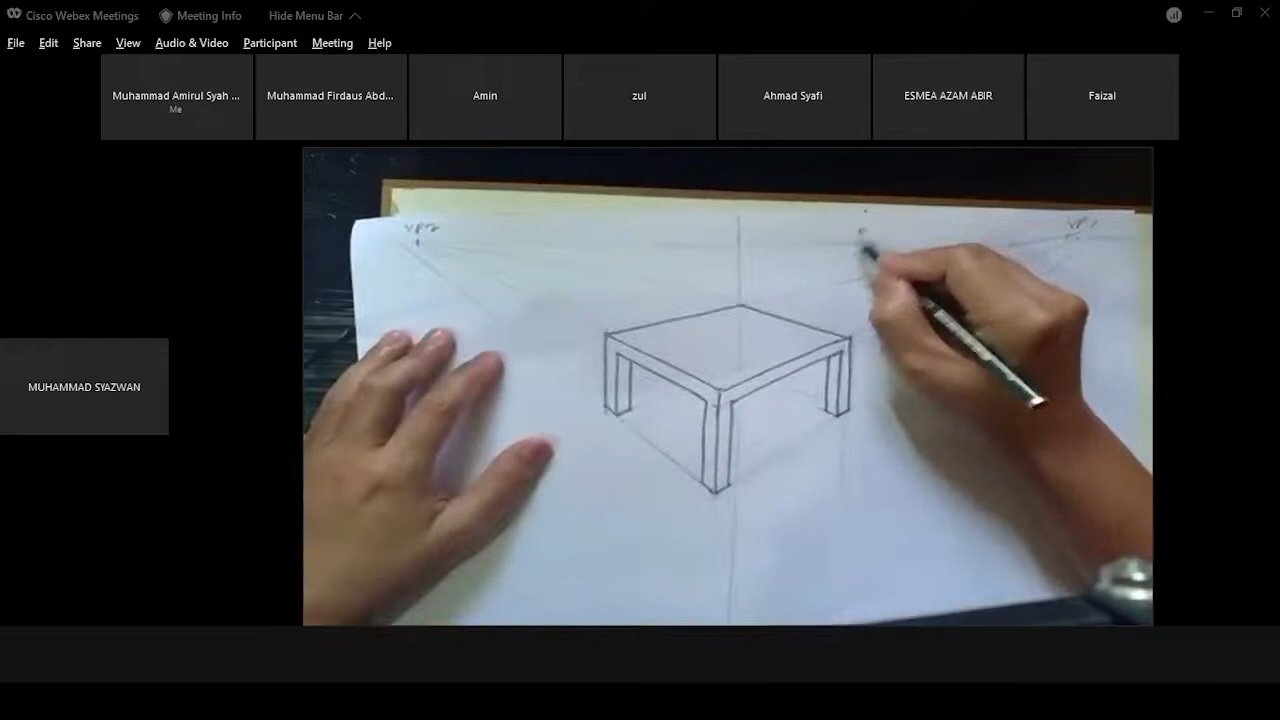 Cisco Webex Meetings
Meeting Info
Hide Menu Bar
File Edit Share View Audio & Video Participant Meeting Help
Muhammad Amirul Syah ...
Me
Muhammad Firdaus Abd...
Amin
zul
Ahmad Syafi
ESMEA AZAM ABIR
Faizal
MUHAMMAD SYAZWAN